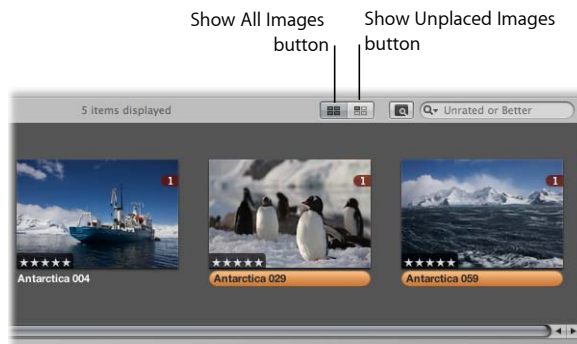 Show All Images button
Show Unplaced Images button
5 items displayed
Unrated or Better
1
1
1
Antarctica 004
Antarctica 029
Antarctica 059